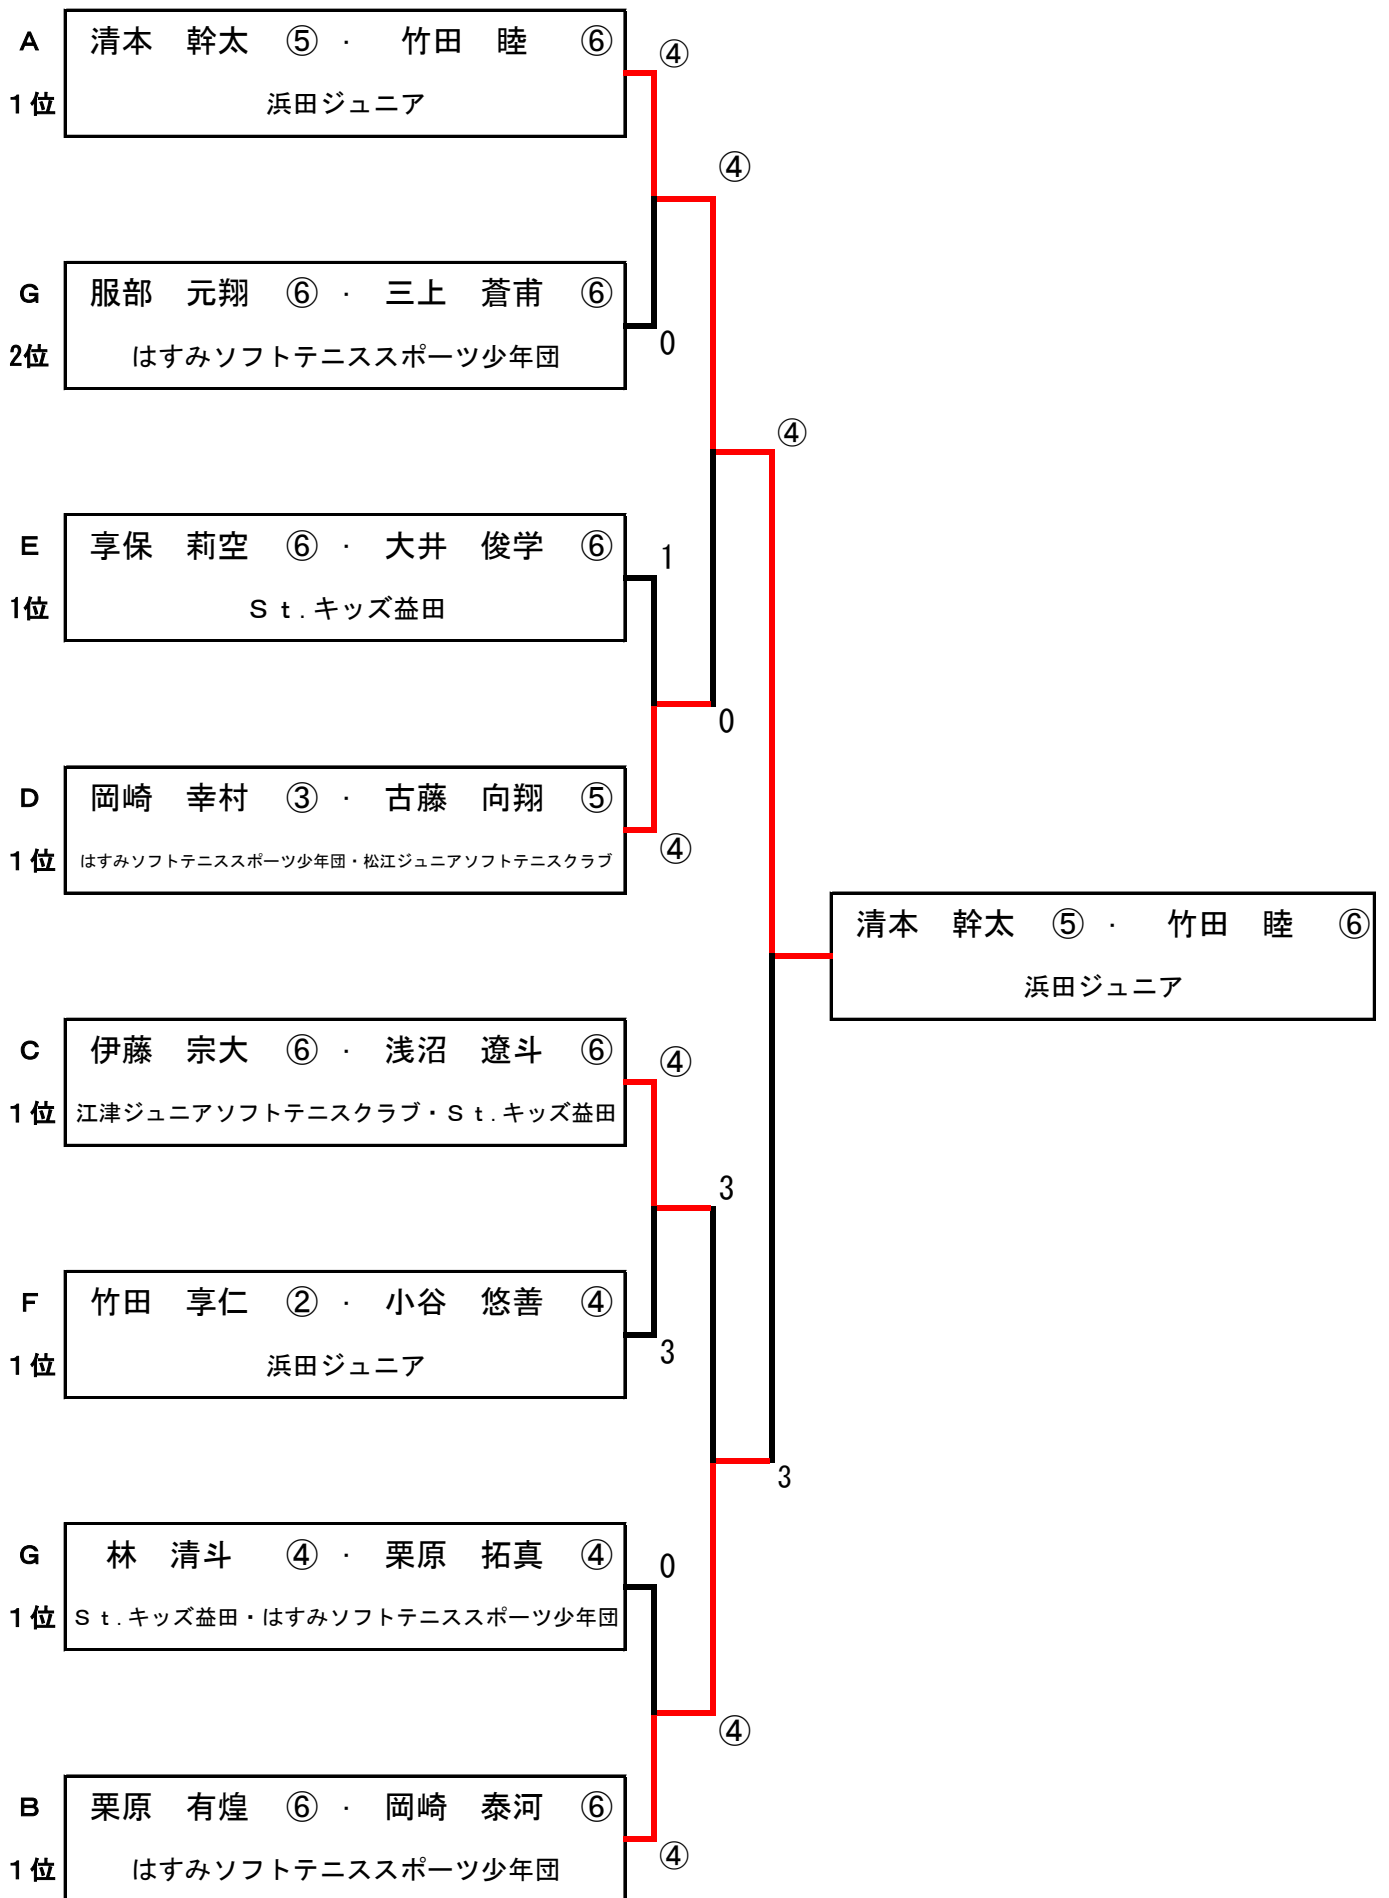 A 清本　幹太　⑤ ・ 竹田　睦　⑥
④
1位 浜田ジュニア
④
G 服部　元翔　⑥ ・ 三上　蒼甫　⑥
0
2位 はすみソフトテニススポーツ少年団
④
E 享保　莉空　⑥ ・ 大井　俊学　⑥
1
1位 Ｓｔ.キッズ益田
0
D 岡崎　幸村　③ ・ 古藤　向翔　⑤
④
1位 はすみソフトテニススポーツ少年団・松江ジュニアソフトテニスクラブ
清本　幹太　⑤ ・ 竹田　睦　⑥
浜田ジュニア
C 伊藤　宗大　⑥ ・ 浅沼　遼斗　⑥
④
1位 江津ジュニアソフトテニスクラブ・Ｓｔ.キッズ益田
3
F 竹田　享仁　② ・ 小谷　悠善　④
3
1位 浜田ジュニア
3
G 林　清斗　④ ・ 栗原　拓真　④
0
1位 Ｓｔ.キッズ益田・はすみソフトテニススポーツ少年団
④
B 栗原　有煌　⑥ ・ 岡崎　泰河　⑥
④
1位 はすみソフトテニススポーツ少年団